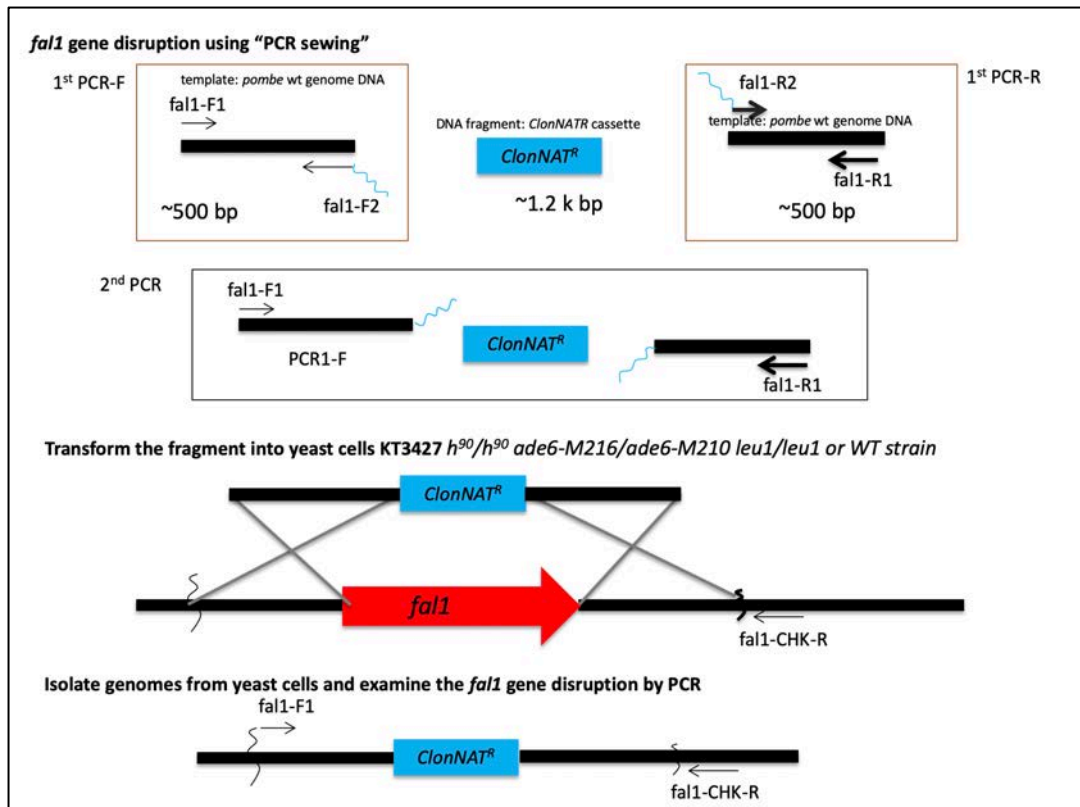 fal1 gene disruption using “PCR sewing”
1st PCR-F
template: pombe wt genome DNA
fal1-F1
fal1-F2
~500 bp
DNA fragment: ClonNATR cassette
ClonNATR
~1.2 k bp
1st PCR-R
fal1-R2
template: pombe wt genome DNA
fal1-R1
~500 bp
2nd PCR
fal1-F1
PCR1-F
ClonNATR
fal1-R1
Transform the fragment into yeast cells KT3427 h90/h90 ade6-M216/ade6-M210 leu1/leu1 or WT strain
ClonNATR
fal1
fal1-CHK-R
Isolate genomes from yeast cells and examine the fal1 gene disruption by PCR
fal1-F1
ClonNATR
fal1-CHK-R